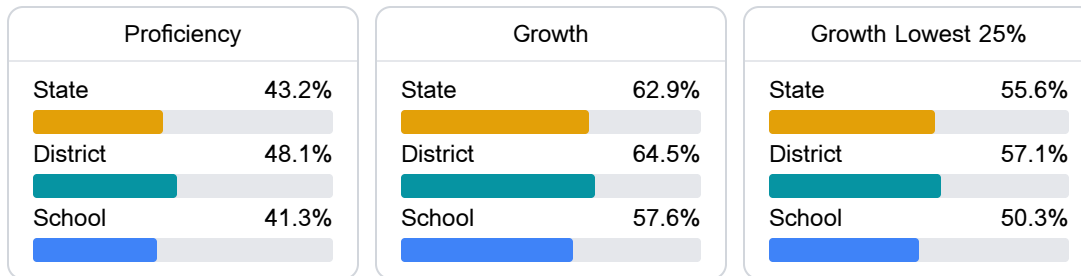 Proficiency
State 43.2%
District 48.1%
School 41.3%
Growth
State 62.9%
District 64.5%
School 57.6%
Growth Lowest 25%
State 55.6%
District 57.1%
School 50.3%